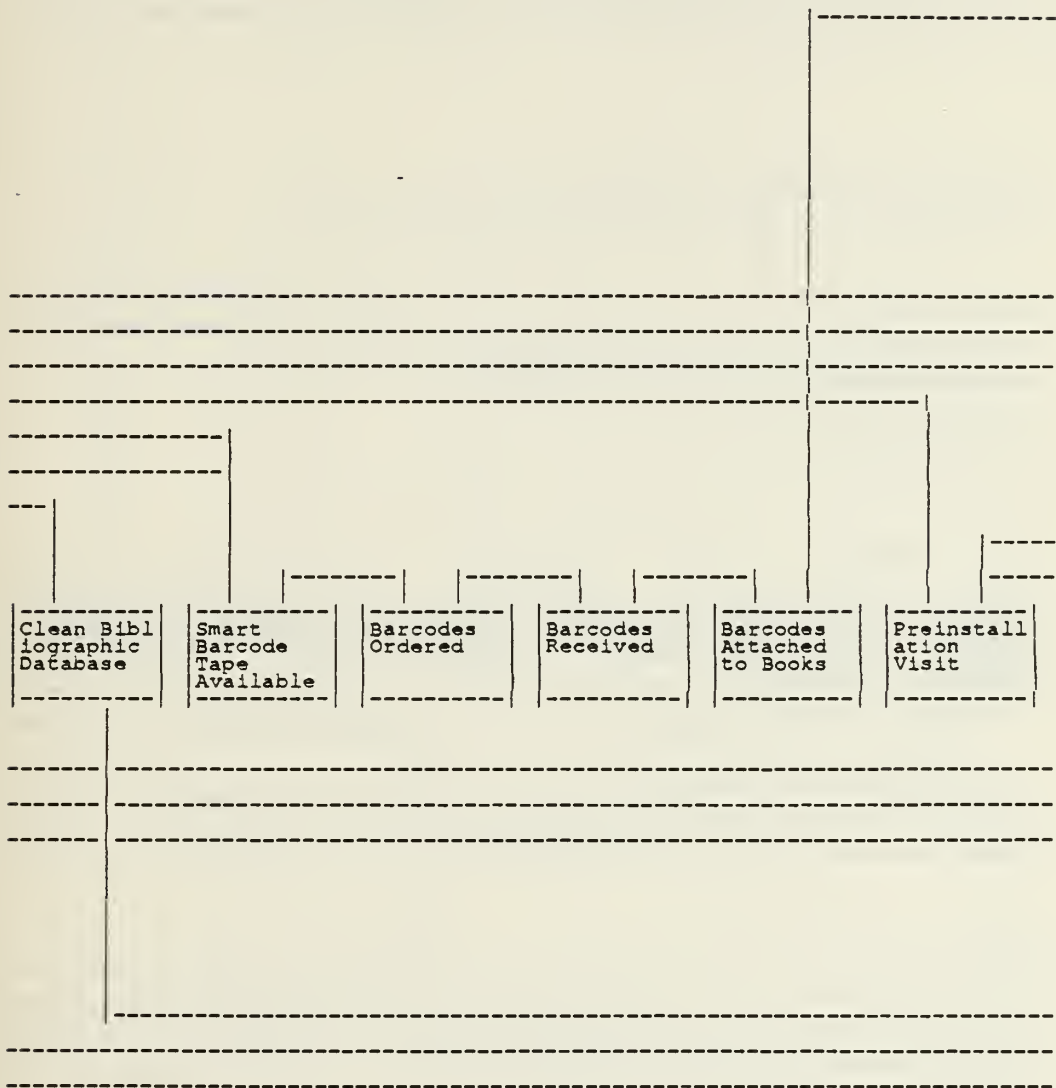 Clean Bibl
iographic
Database
Smart
Barcode
Tape
Available
Barcodes
Ordered
Barcodes
Received
Barcodes
Attached
to Books
Preinstall
ation
Visit